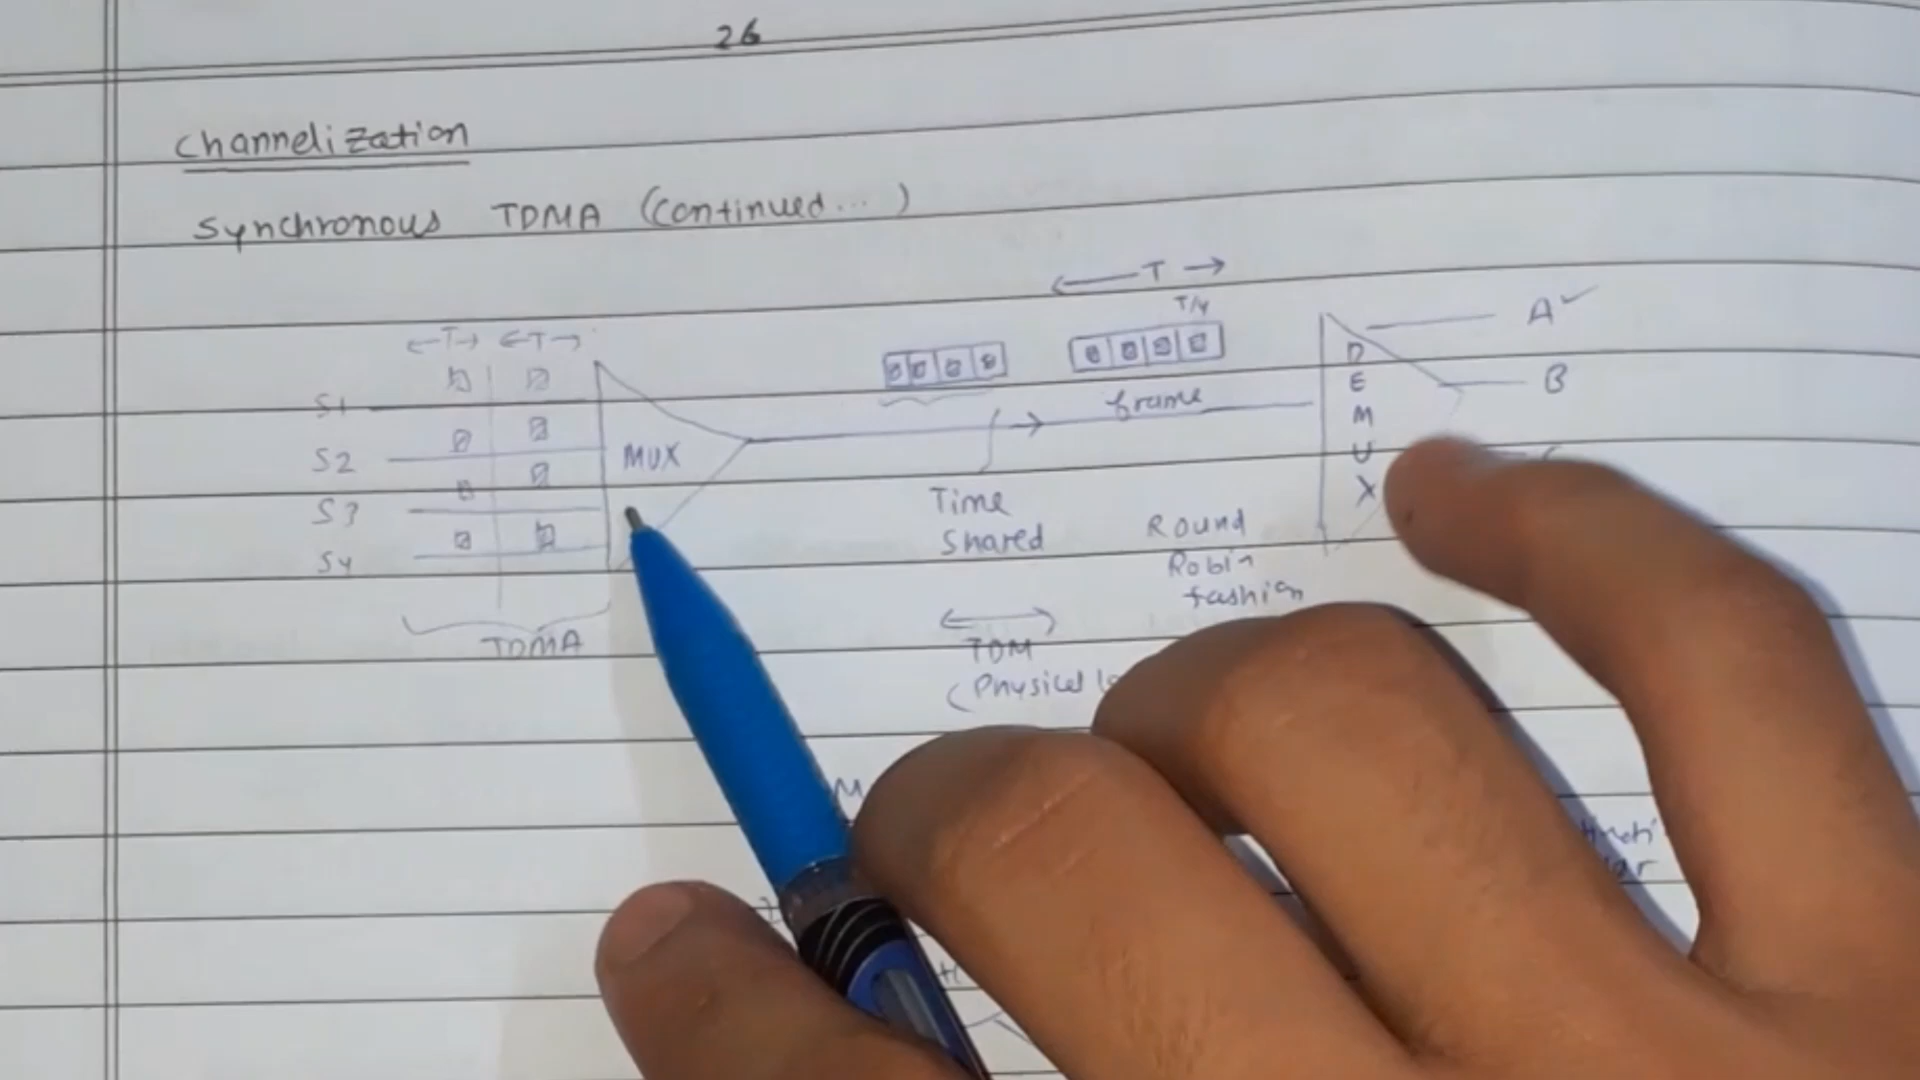 26
Channelization
Synchronous TDMA (Continued...)
T
T/4
T T
S1
S2
S3
S4
MUX
frame
DEMUX
A
B
Time
Shared
Round
Robin
fashion
TDMA
TDM
(Physical